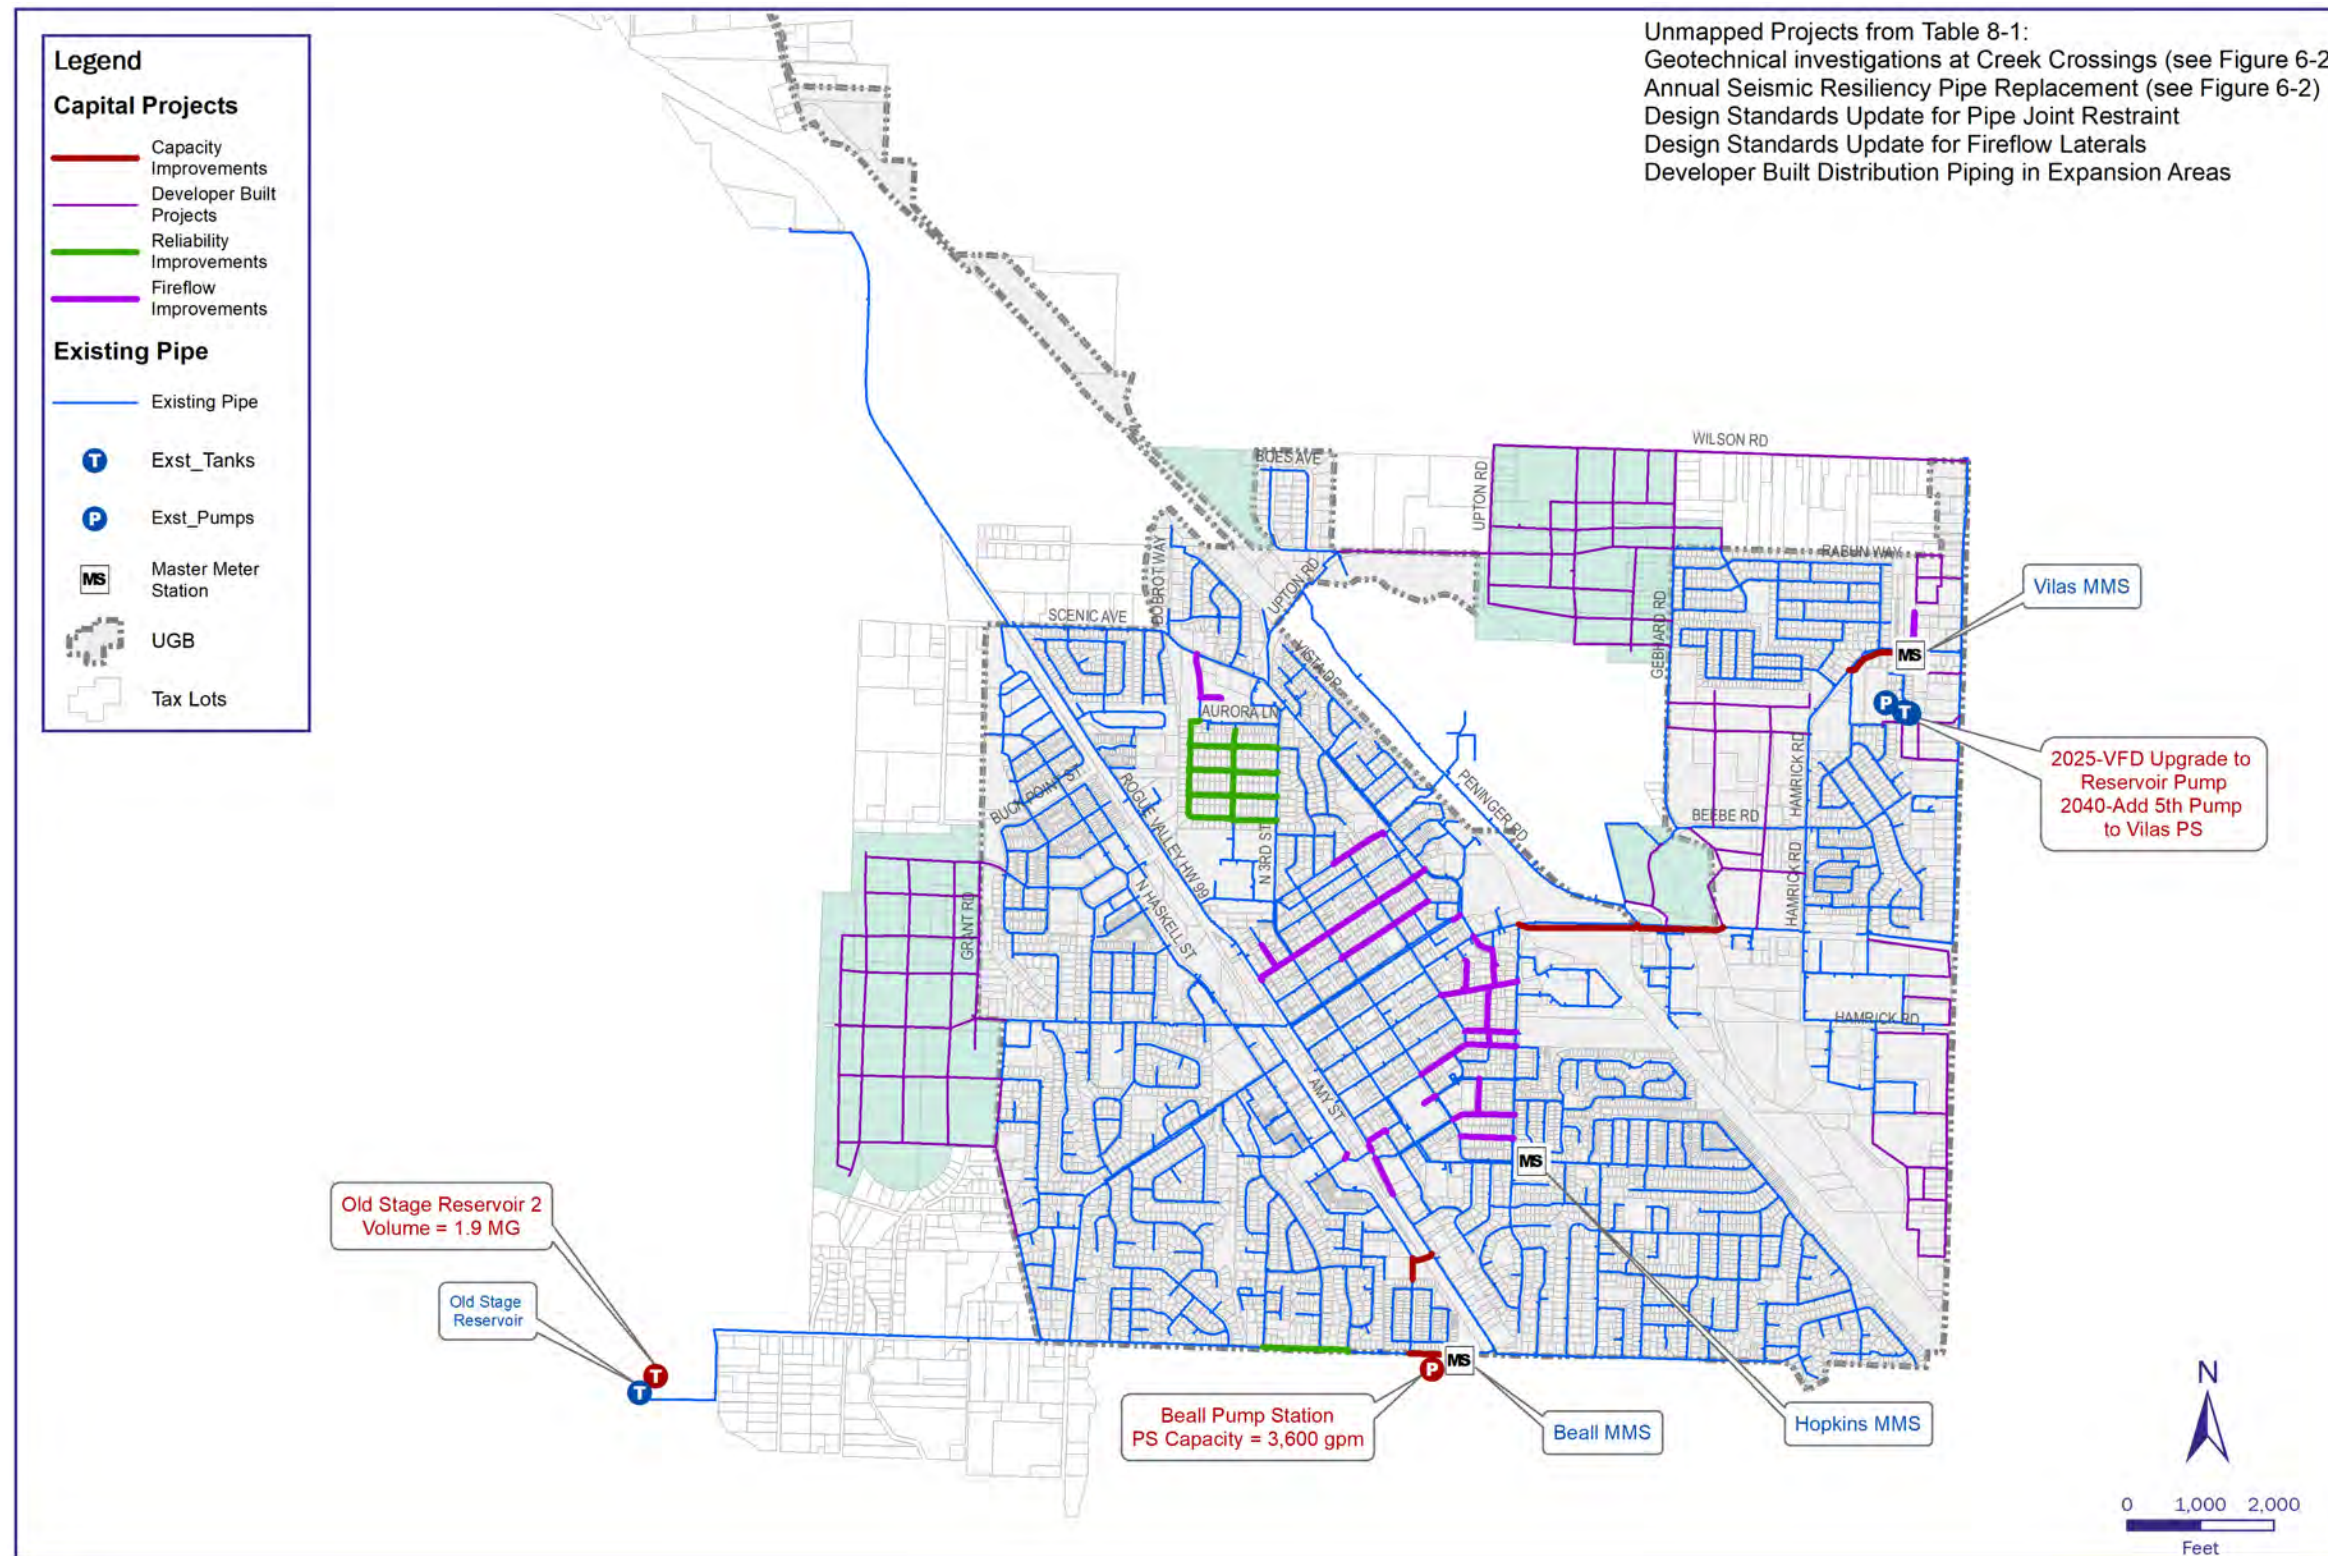 Unmapped Projects from Table 8-1:
Geotechnical investigations at Creek Crossings (see Figure 6-2
Annual Seismic Resiliency Pipe Replacement (see Figure 6-2)
Design Standards Update for Pipe Joint Restraint
Design Standards Update for Fireflow Laterals
Developer Built Distribution Piping in Expansion Areas
Legend
Capital Projects
Capacity
Improvements
Developer Built
Projects
Reliability
Improvements
Fireflow
Improvements
Existing Pipe
Existing Pipe
T
Exst_Tanks
P
Exst_Pumps
MS
Master Meter
Station
UGB
Tax Lots
WILSON RD
BOES AVE
UPTON RD
RABUN WAY
DOBROT WAY
UPTON RD
SCENIC AVE
GEBHARD RD
VISTA DR
Vilas MMS
MS
AURORA LN
P
T
HAMRICK RD
BUCK POINT ST
ROGUE VALLEY HW 99
PENINGER RD
BEEBE RD
2025-VFD Upgrade to
Reservoir Pump
2040-Add 5th Pump
to Vilas PS
N 3RD ST
HAMRICK RD
GRANT RD
N HASKELL ST
HAMRICK RD
AMY ST
MS
Old Stage Reservoir 2
Volume = 1.9 MG
Old Stage
Reservoir
T
T
MS
P
Beall Pump Station
PS Capacity = 3,600 gpm
Beall MMS
Hopkins MMS
N
0 1,000 2,000
Feet